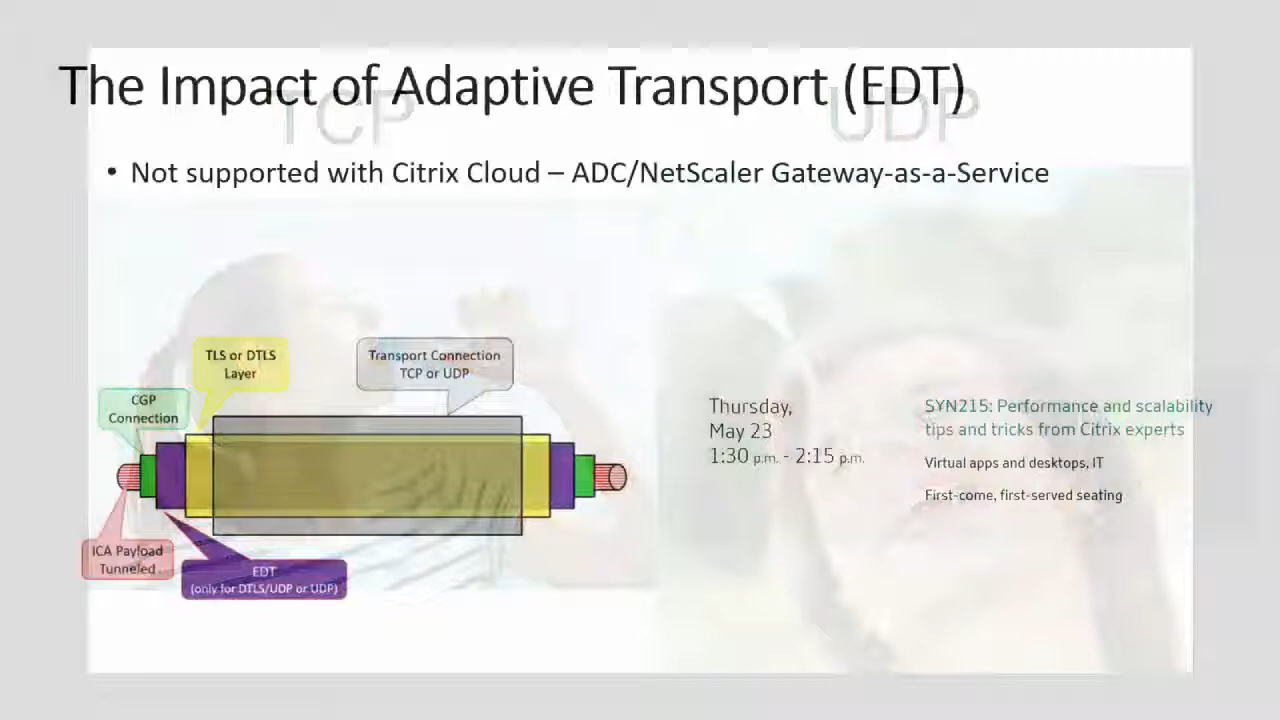 The Impact of Adaptive Transport (EDT)
TCP
UDP
• Not supported with Citrix Cloud – ADC/NetScaler Gateway-as-a-Service
TLS or DTLS
Layer
Transport Connection
TCP or UDP
CGP
Connection
ICA Payload
Tunneled
EDT
(only for DTLS/UDP or UDP)
Thursday,
May 23
1:30 p.m. - 2:15 p.m.
SYN215: Performance and scalability
tips and tricks from Citrix experts
Virtual apps and desktops, IT
First-come, first-served seating